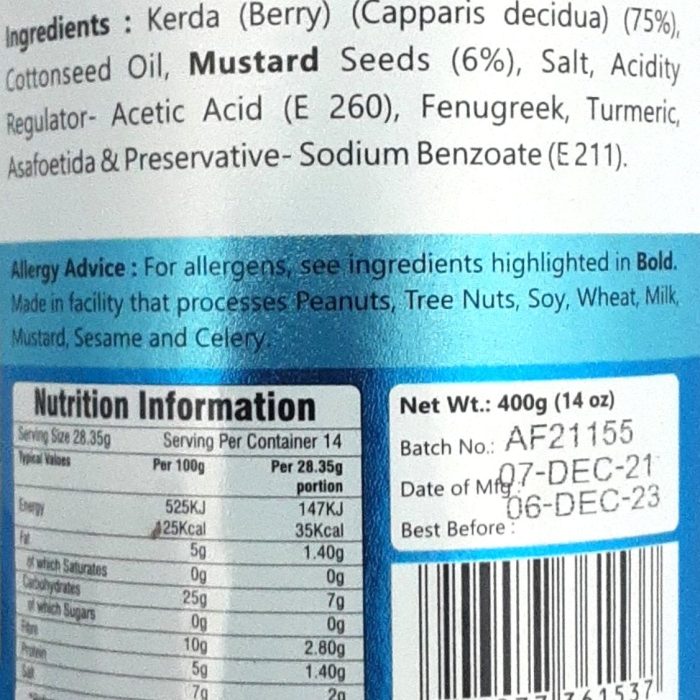 Ingredients : Kerda (Berry) (Capparis decidua) (75%),
Cottonseed Oil, Mustard Seeds (6%), Salt, Acidity
Regulator- Acetic Acid (E 260), Fenugreek, Turmeric,
Asafoetida & Preservative- Sodium Benzoate (E 211).
Allergy Advice : For allergens, see ingredients highlighted in Bold.
Made in facility that processes Peanuts, Tree Nuts, Soy, Wheat, Milk,
Mustard, Sesame and Celery.
Nutrition Information
Serving Size 28.35g Serving Per Container 14
Typical Values Per 100g Per 28.35g
portion
Energy 525KJ 147KJ
125Kcal 35Kcal
Fat 5g 1.40g
of which Saturates 0g 0g
Carbohydrates 25g 7g
of which Sugars 0g 0g
Fibre 10g 2.80g
Protein 5g 1.40g
Salt 7g 2g
Net Wt.: 400g (14 oz)
Batch No.: AF21155
Date of Mfg. 07-DEC-21
06-DEC-23
Best Before :